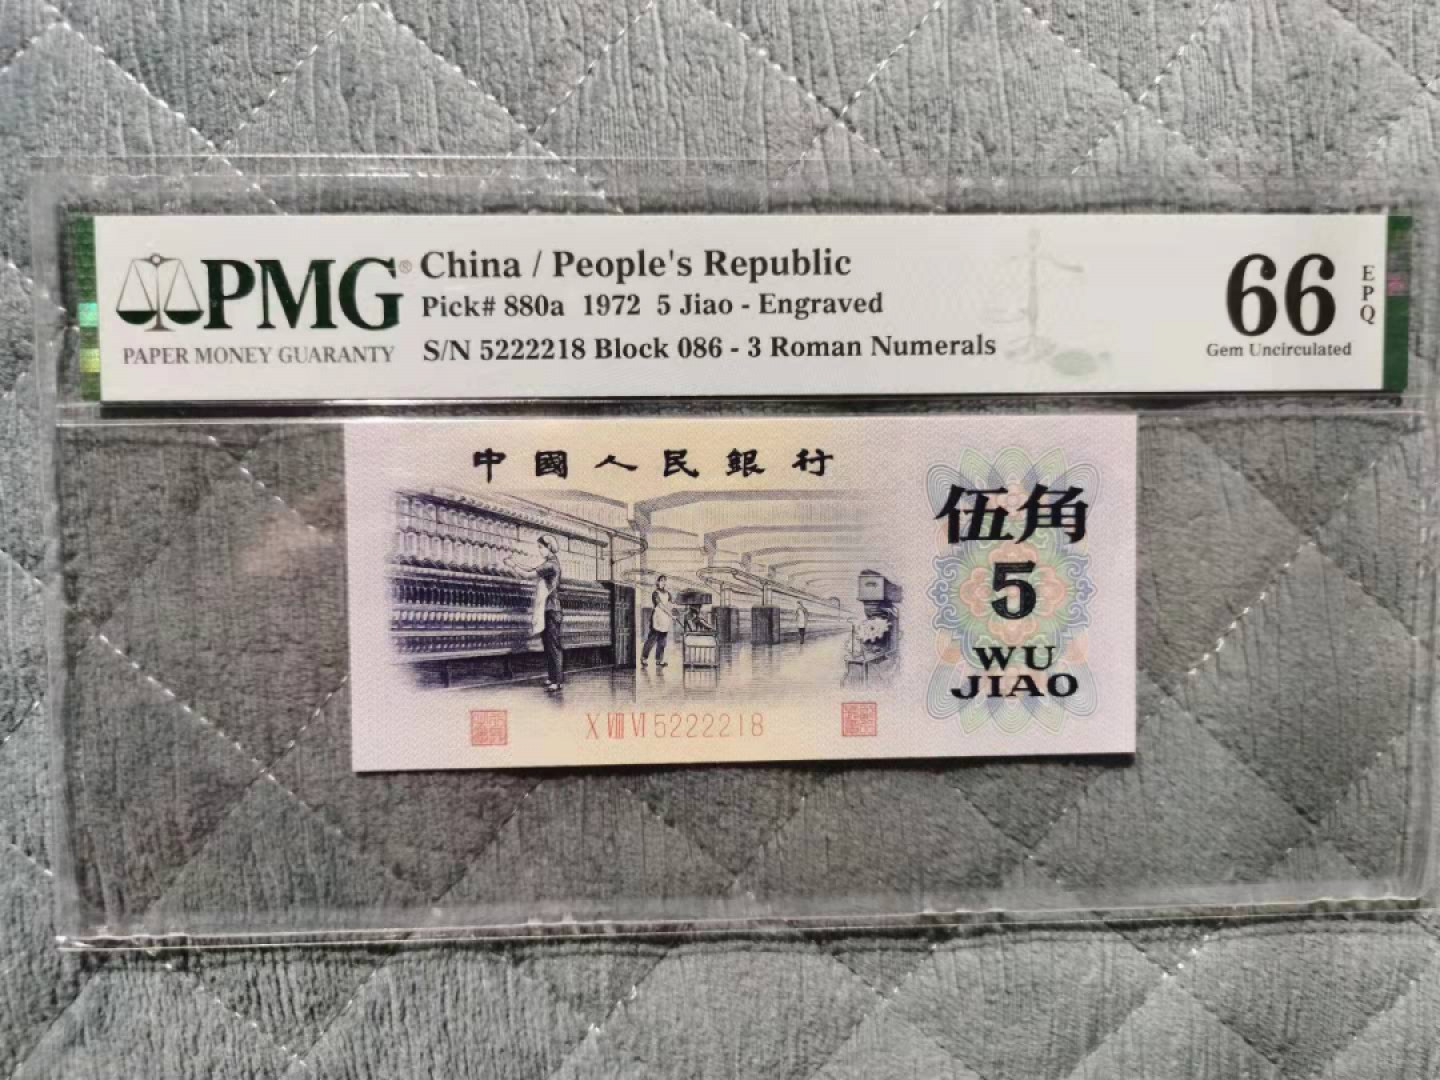 PMG®
PAPER MONEY GUARANTY
China / People's Republic
Pick# 880a 1972 5 Jiao - Engraved
S/N 5222218 Block 086 - 3 Roman Numerals
66
EPQ
Gem Uncirculated
中國人民銀行
伍角
5
WU
JIAO
X VIII VI 5222218